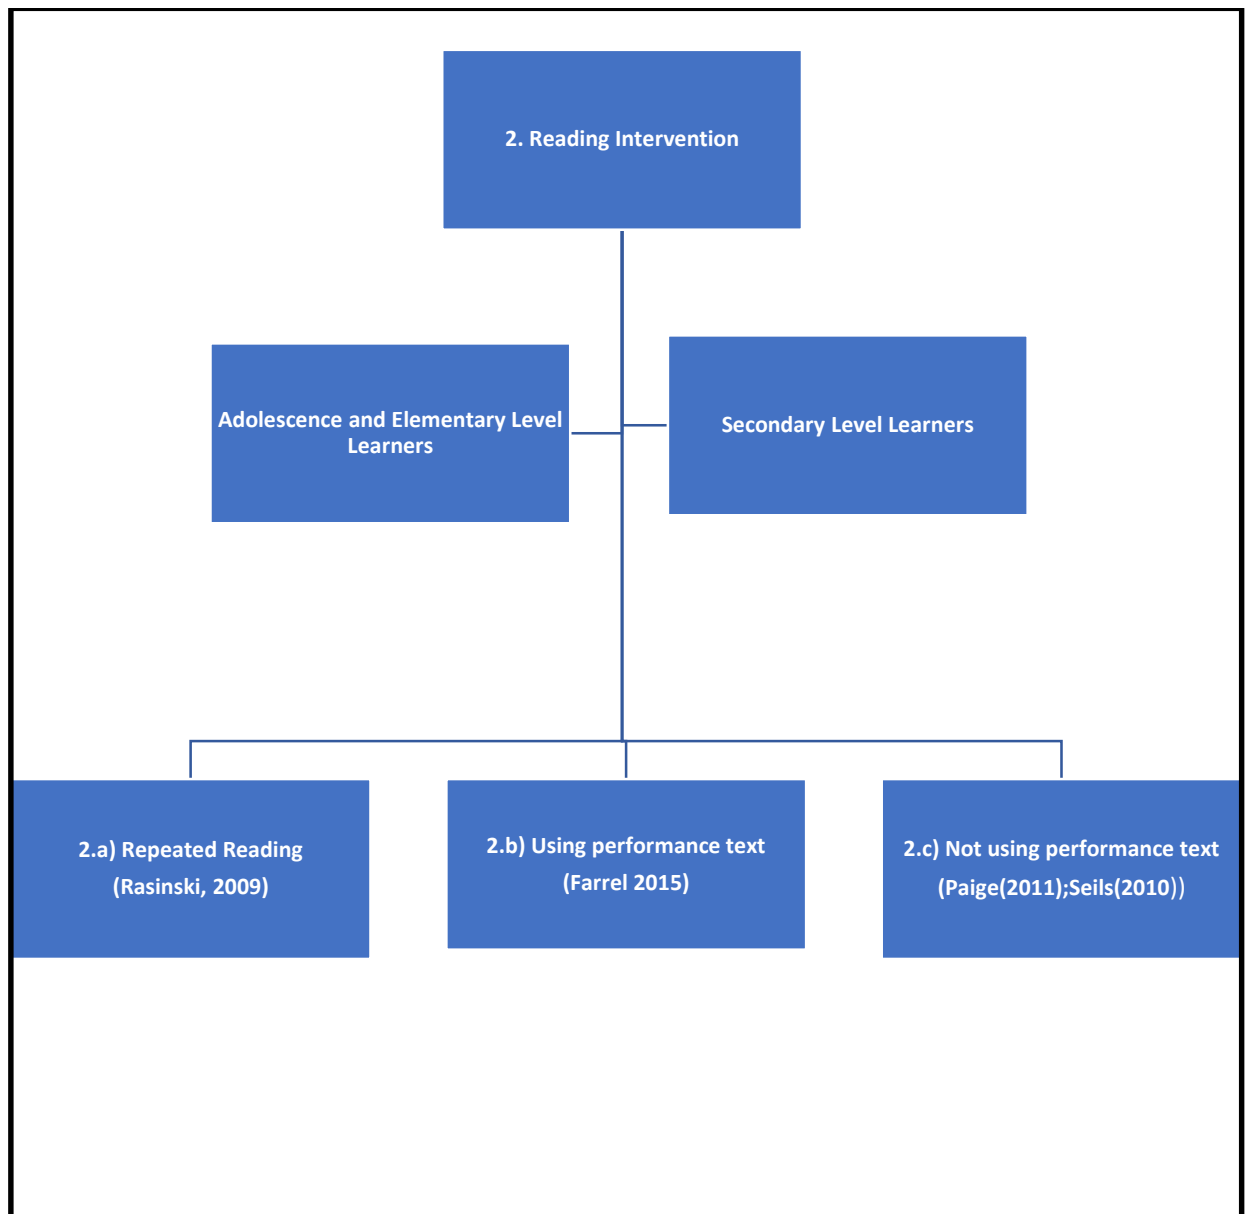 2. Reading Intervention
Adolescence and Elementary Level
Learners
Secondary Level Learners
2.a) Repeated Reading
(Rasinski, 2009)
2.b) Using performance text
(Farrel 2015)
2.c) Not using performance text
(Paige(2011);Seils(2010))